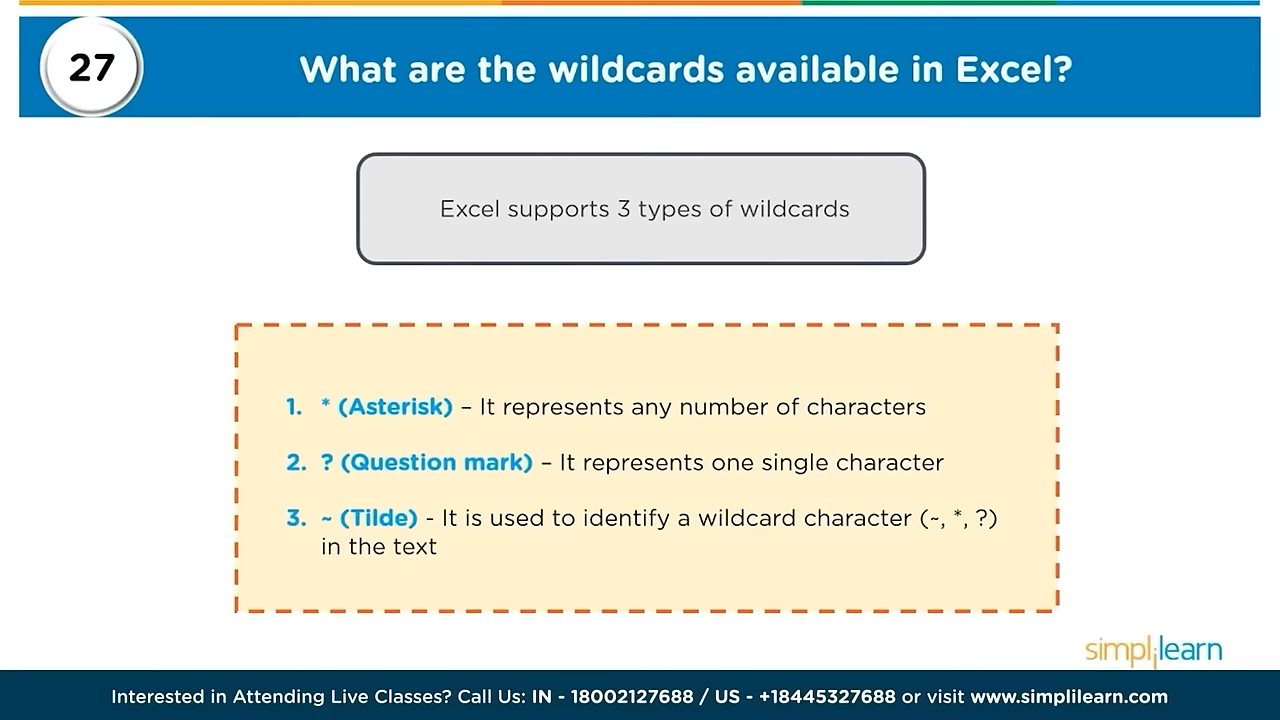 27
What are the wildcards available in Excel?
Excel supports 3 types of wildcards
1. * (Asterisk) – It represents any number of characters
2. ? (Question mark) – It represents one single character
3. ~ (Tilde) - It is used to identify a wildcard character (~, *, ?)
in the text
simplilearn
Interested in Attending Live Classes? Call Us: IN - 18002127688 / US - +18445327688 or visit www.simplilearn.com